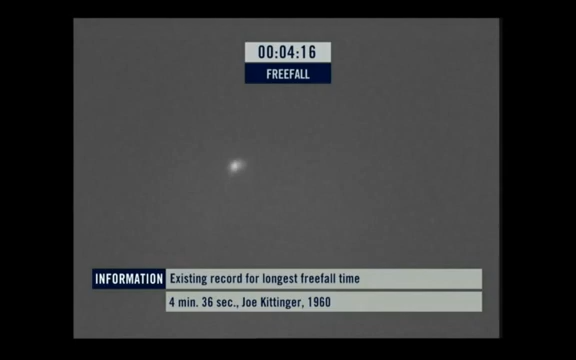 00:04:16
FREEFALL
INFORMATION Existing record for longest freefall time
4 min. 36 sec., Joe Kittinger, 1960